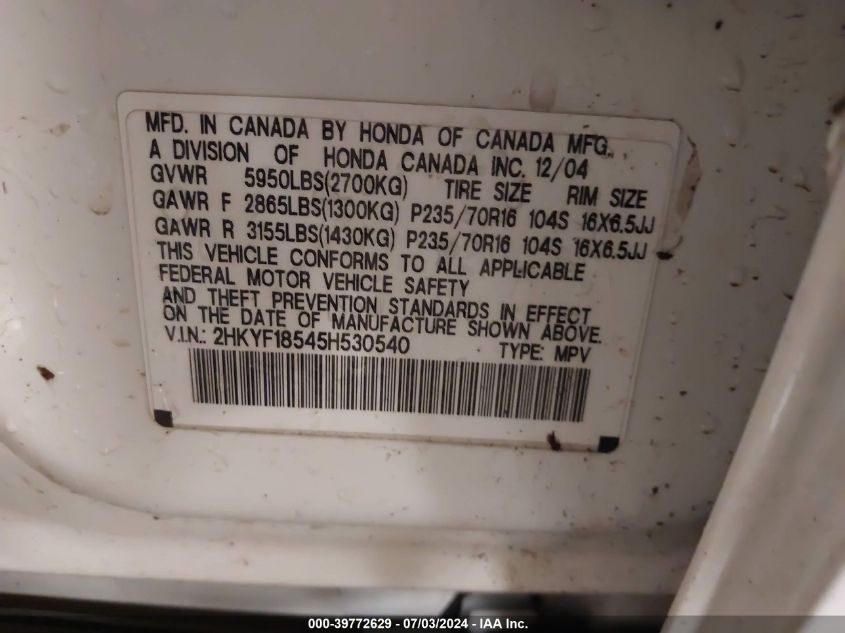 MFD. IN CANADA BY HONDA OF CANADA MFG.,
A DIVISION OF HONDA CANADA INC. 12/04
GVWR 5950LBS(2700KG) TIRE SIZE RIM SIZE
GAWR F 2865LBS(1300KG) P235/70R16 104S 16X6.5JJ
GAWR R 3155LBS(1430KG) P235/70R16 104S 16X6.5JJ
THIS VEHICLE CONFORMS TO ALL APPLICABLE
FEDERAL MOTOR VEHICLE SAFETY
AND THEFT PREVENTION STANDARDS IN EFFECT
ON THE DATE OF MANUFACTURE SHOWN ABOVE.
V.I.N.: 2HKYF18545H530540 TYPE: MPV
000-39772629 - 07/03/2024 - IAA Inc.